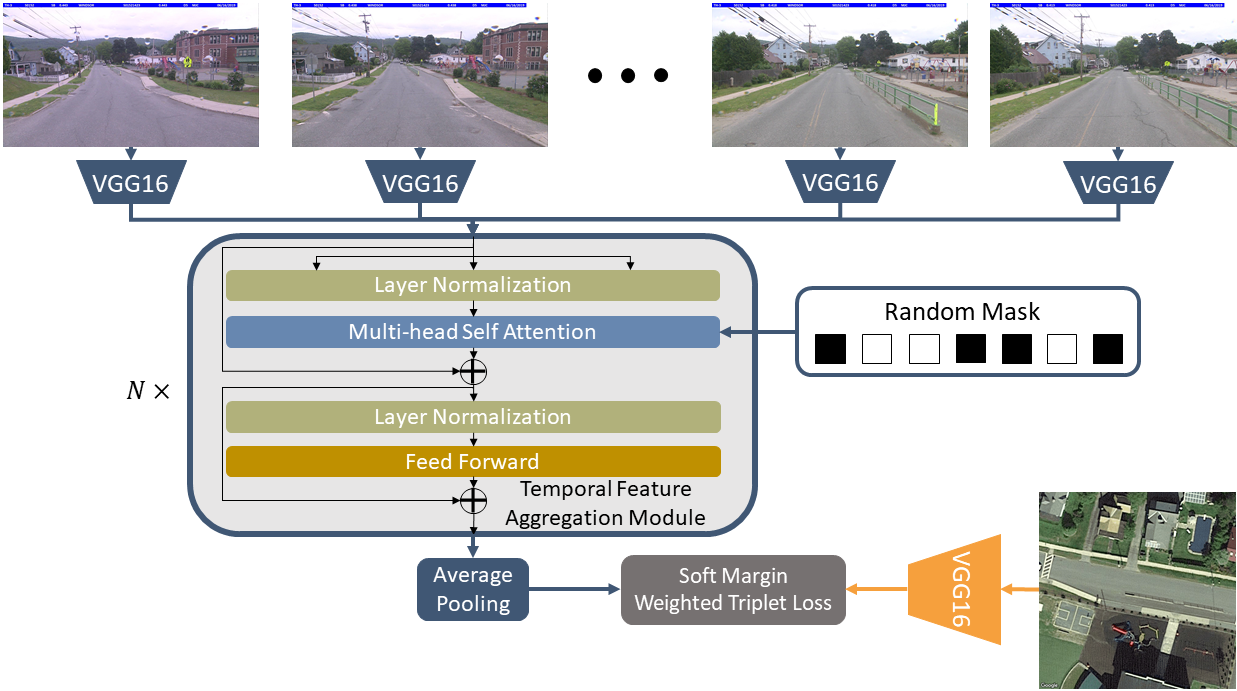 VGG16
VGG16
VGG16
VGG16
Layer Normalization
Multi-head Self Attention
Random Mask
N ×
Layer Normalization
Feed Forward
Temporal Feature
Aggregation Module
Average
Pooling
Soft Margin
Weighted Triplet Loss
VGG16
Google